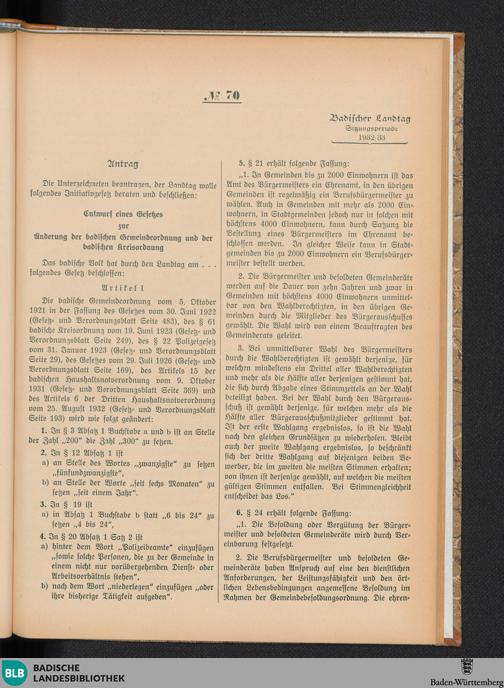 № 70
Badischer Landtag
Sitzungsperiode
1932/33
Antrag
Die Unterzeichneten beantragen, der Landtag wolle
folgendes Initiativgesetz beraten und beschließen:
Entwurf eines Gesetzes
zur
Änderung der badischen Gemeindeordnung und der
badischen Kreisordnung
Das badische Volk hat durch den Landtag am . . .
folgendes Gesetz beschlossen:
Artikel I
Die badische Gemeindeordnung vom 5. Oktober
1921 in der Fassung des Gesetzes vom 30. Juni 1922
(Gesetz- und Verordnungsblatt Seite 483), des § 61
badische Kreisordnung vom 19. Juni 1923 (Gesetz- und
Verordnungsblatt Seite 249), des § 22 Polizeigesetz
vom 31. Januar 1923 (Gesetz- und Verordnungsblatt
Seite 29), des Gesetzes vom 29. Juli 1926 (Gesetz- und
Verordnungsblatt Seite 169), des Artikels 15 der
badischen Haushaltsnotverordnung vom 9. Oktober
1931 (Gesetz- und Verordnungsblatt Seite 369) und
des Artikels 6 der Dritten Haushaltsnotverordnung
vom 25. August 1932 (Gesetz- und Verordnungsblatt
Seite 193) wird wie folgt geändert:
1. In § 3 Absatz 1 Buchstabe a und b ist an Stelle
der Zahl „200" die Zahl „300" zu setzen.
2. In § 12 Absatz 1 ist
a) an Stelle des Wortes „zwanzigste" zu setzen
„fünfundzwanzigste",
b) an Stelle der Worte „seit sechs Monaten" zu
setzen „seit einem Jahr".
3. In § 19 ist
a) in Absatz 1 Buchstabe b statt „6 bis 24" zu
setzen „4 bis 24",
4. In § 20 Absatz 1 Satz 2 ist
a) hinter dem Wort „Polizeibeamte" einzufügen
„sowie solche Personen, die zu der Gemeinde in
einem nicht nur vorübergehenden Dienst- oder
Arbeitsverhältnis stehen",
b) nach dem Wort „niederlegen" einzufügen „oder
ihre bisherige Tätigkeit aufgeben".
5. § 21 erhält folgende Fassung:
„1. In Gemeinden bis zu 2000 Einwohnern ist das
Amt des Bürgermeisters ein Ehrenamt, in den übrigen
Gemeinden ist regelmäßig ein Berufsbürgermeister zu
wählen. Auch in Gemeinden mit mehr als 2000 Ein-
wohnern, in Stadtgemeinden jedoch nur in solchen mit
höchstens 4000 Einwohnern, kann durch Satzung die
Bestellung eines Bürgermeisters im Ehrenamt be-
schlossen werden. In gleicher Weise kann in Stadt-
gemeinden bis zu 2000 Einwohnern ein Berufsbürger-
meister bestellt werden.
2. Die Bürgermeister und besoldeten Gemeinderäte
werden auf die Dauer von zehn Jahren und zwar in
Gemeinden mit höchstens 4000 Einwohnern unmittel-
bar von den Wahlberechtigten, in den übrigen Ge-
meinden durch die Mitglieder des Bürgerausschusses
gewählt. Die Wahl wird von einem Beauftragten des
Gemeinderats geleitet.
3. Bei unmittelbarer Wahl des Bürgermeisters
durch die Wahlberechtigten ist gewählt derjenige, für
welchen mindestens ein Drittel aller Wahlberechtigten
und mehr als die Hälfte aller derjenigen gestimmt hat,
die sich durch Abgabe eines Stimmzettels an der Wahl
beteiligt haben. Bei der Wahl durch den Bürgeraus-
schuß ist gewählt derjenige, für welchen mehr als die
Hälfte aller Bürgerausschußmitglieder gestimmt hat.
Ist der erste Wahlgang ergebnislos, so ist die Wahl
nach den gleichen Grundsätzen zu wiederholen. Bleibt
auch der zweite Wahlgang ergebnislos, so beschränkt
sich der dritte Wahlgang auf diejenigen beiden Be-
werber, die im zweiten die meisten Stimmen erhalten;
von ihnen ist derjenige gewählt, auf welchen die meisten
gültigen Stimmen entfallen. Bei Stimmengleichheit
entscheidet das Los."
6. § 24 erhält folgende Fassung:
„1. Die Besoldung oder Vergütung der Bürger-
meister und besoldeten Gemeinderäte wird durch Ver-
einbarung festgesetzt.
2. Die Berufsbürgermeister und besoldeten Ge-
meinderäte haben Anspruch auf eine den dienstlichen
Anforderungen, der Leistungsfähigkeit und den ört-
lichen Lebensbedingungen angemessene Besoldung im
Rahmen der Gemeindebesoldungsordnung. Die ehren-
BLB
BADISCHE
LANDESBIBLIOTHEK
Baden-Württemberg